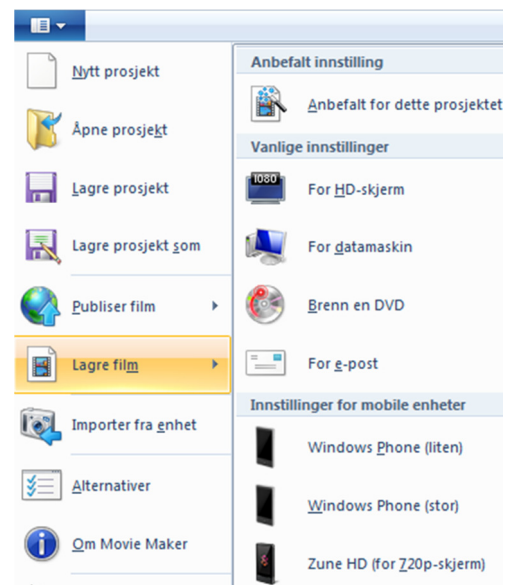 Nytt prosjekt
Åpne prosjekt
Lagre prosjekt
Lagre prosjekt som
Publiser film
Lagre film
Importer fra enhet
Alternativer
Om Movie Maker
Anbefalt innstilling
Anbefalt for dette prosjektet
Vanlige innstillinger
1080
For HD-skjerm
For datamaskin
Brenn en DVD
For e-post
Innstillinger for mobile enheter
Windows Phone (liten)
Windows Phone (stor)
Zune HD (for 720p-skjerm)